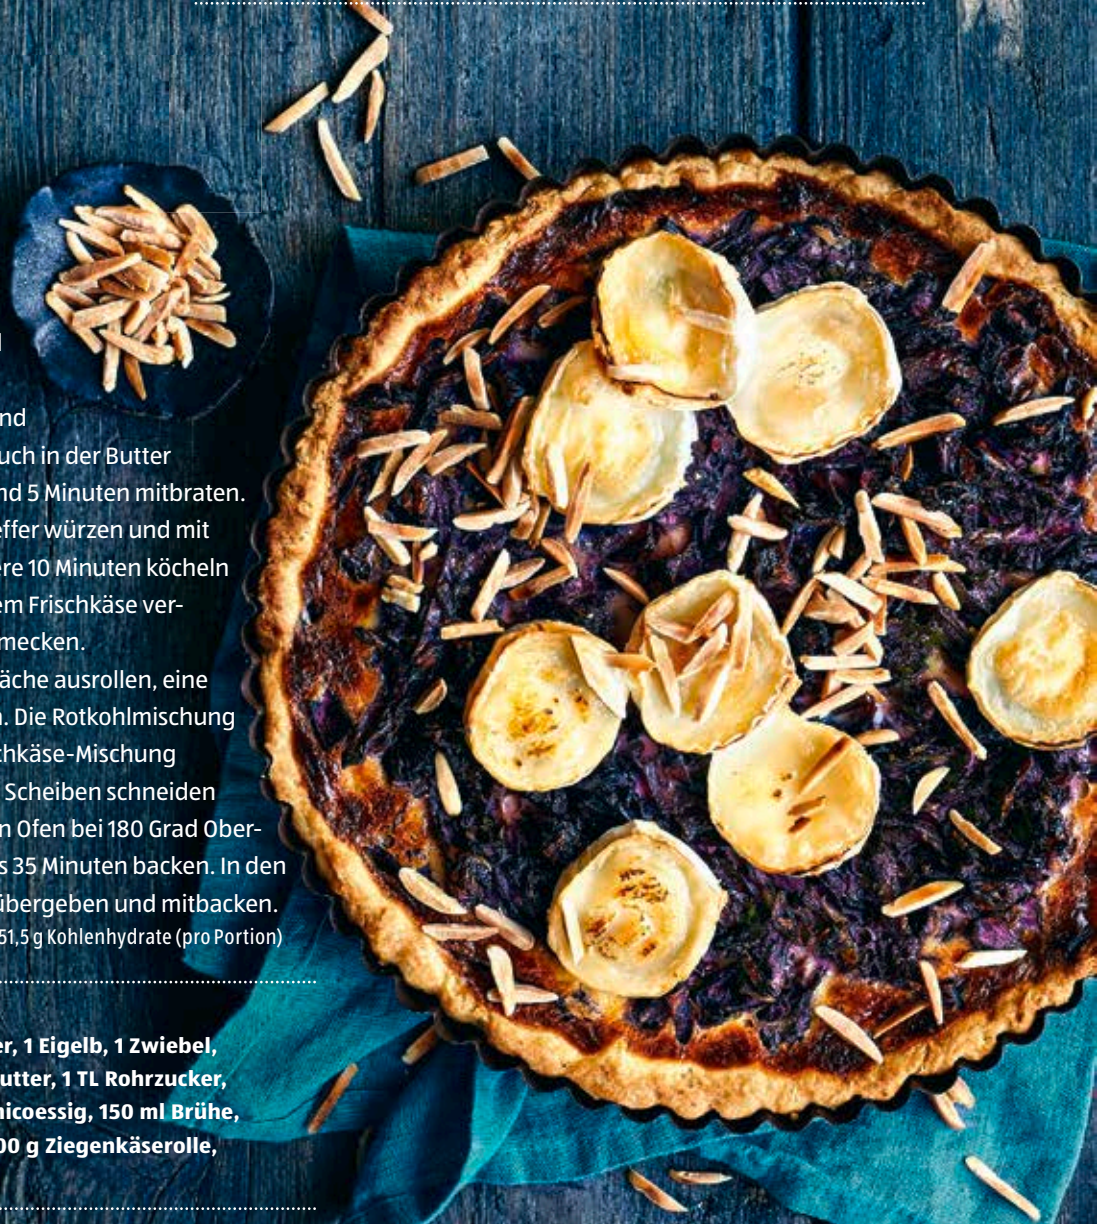 nd
uch in der Butter
nd 5 Minuten mitbraten.
effer würzen und mit
ere 10 Minuten köcheln
em Frischkäse ver-
mecken.
äche ausrollen, eine
. Die Rotkohlmischung
hkäse-Mischung
Scheiben schneiden
n Ofen bei 180 Grad Ober-
s 35 Minuten backen. In den
übergeben und mitbacken.
51,5 g Kohlenhydrate (pro Portion)
er, 1 Eigelb, 1 Zwiebel,
utter, 1 TL Rohrzucker,
nicoessig, 150 ml Brühe,
00 g Ziegenkäserolle,